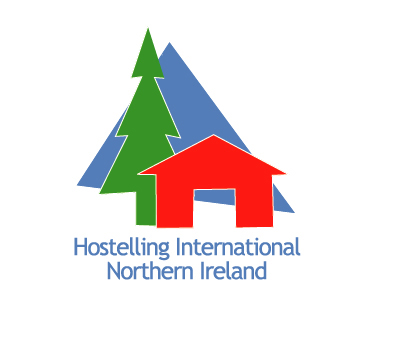 Hostelling International
Northern Ireland